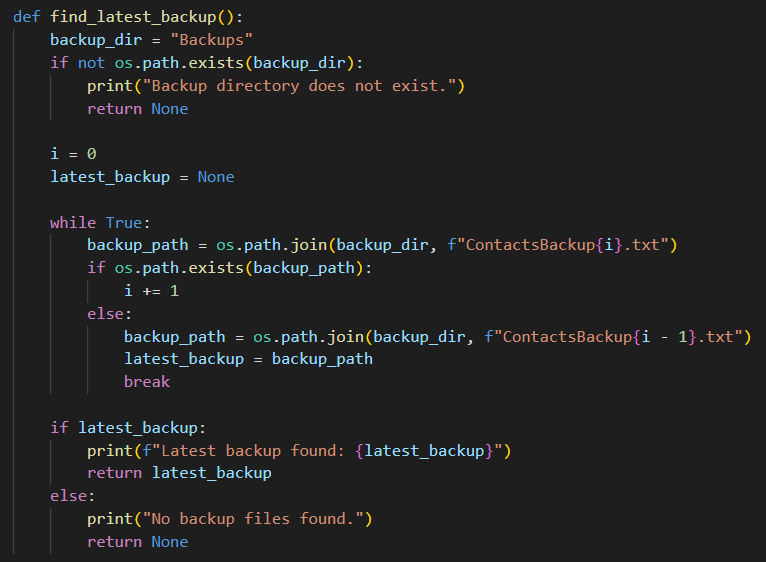 def find_latest_backup():
    backup_dir = "Backups"
    if not os.path.exists(backup_dir):
        print("Backup directory does not exist.")
        return None

    i = 0
    latest_backup = None

    while True:
        backup_path = os.path.join(backup_dir, f"ContactsBackup{i}.txt")
        if os.path.exists(backup_path):
            i += 1
        else:
            backup_path = os.path.join(backup_dir, f"ContactsBackup{i - 1}.txt")
            latest_backup = backup_path
            break

    if latest_backup:
        print(f"Latest backup found: {latest_backup}")
        return latest_backup
    else:
        print("No backup files found.")
        return None